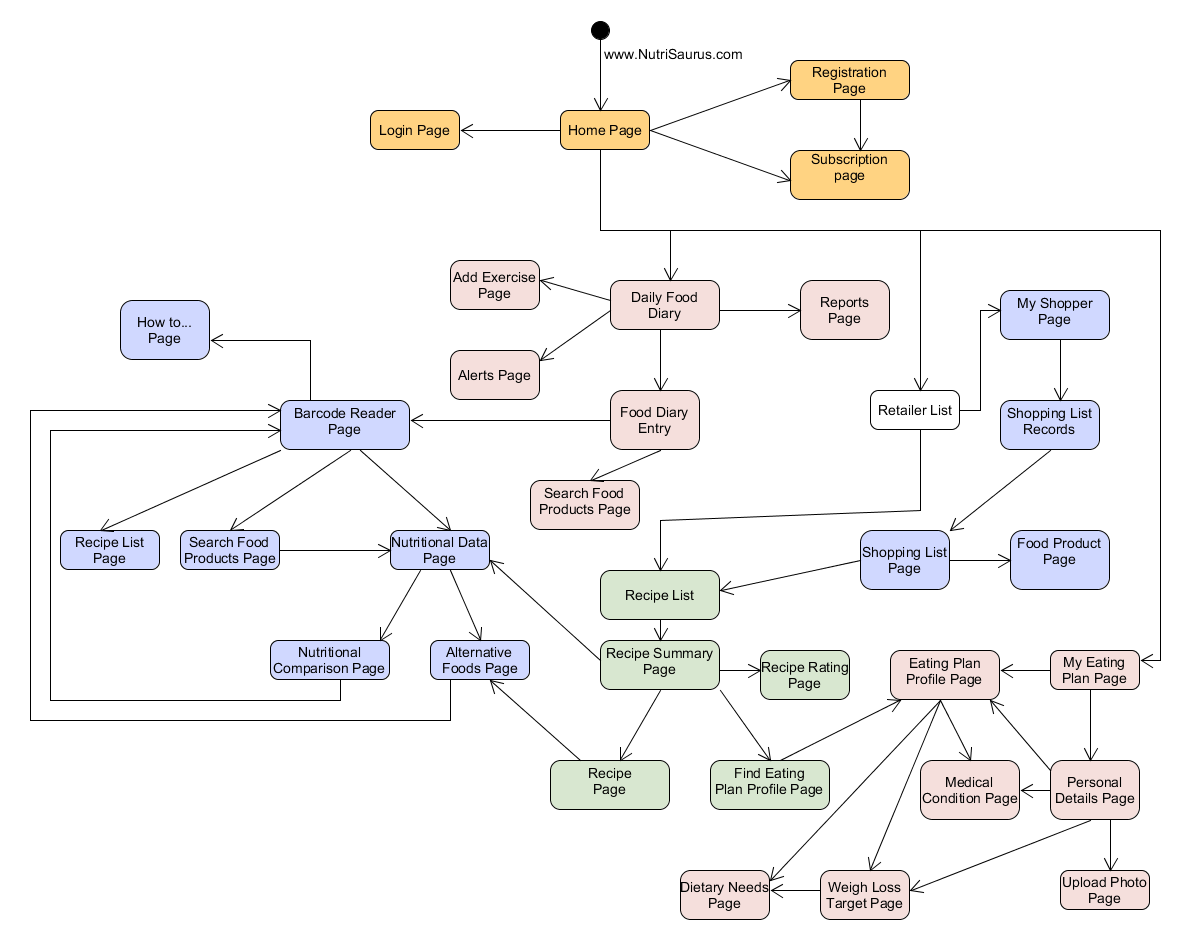 www.NutriSaurus.com
Registration
Page
Login Page
Home Page
Subscription
page
Add Exercise
Page
Daily Food
Diary
Reports
Page
My Shopper
Page
How to...
Page
Alerts Page
Barcode Reader
Page
Food Diary
Entry
Retailer List
Shopping List
Records
Search Food
Products Page
Recipe List
Page
Search Food
Products Page
Nutritional Data
Page
Shopping List
Page
Food Product
Page
Recipe List
Nutritional
Comparison Page
Alternative
Foods Page
Recipe Summary
Page
Recipe Rating
Page
Eating Plan
Profile Page
My Eating
Plan Page
Recipe
Page
Find Eating
Plan Profile Page
Medical
Condition Page
Personal
Details Page
Dietary Needs
Page
Weigh Loss
Target Page
Upload Photo
Page